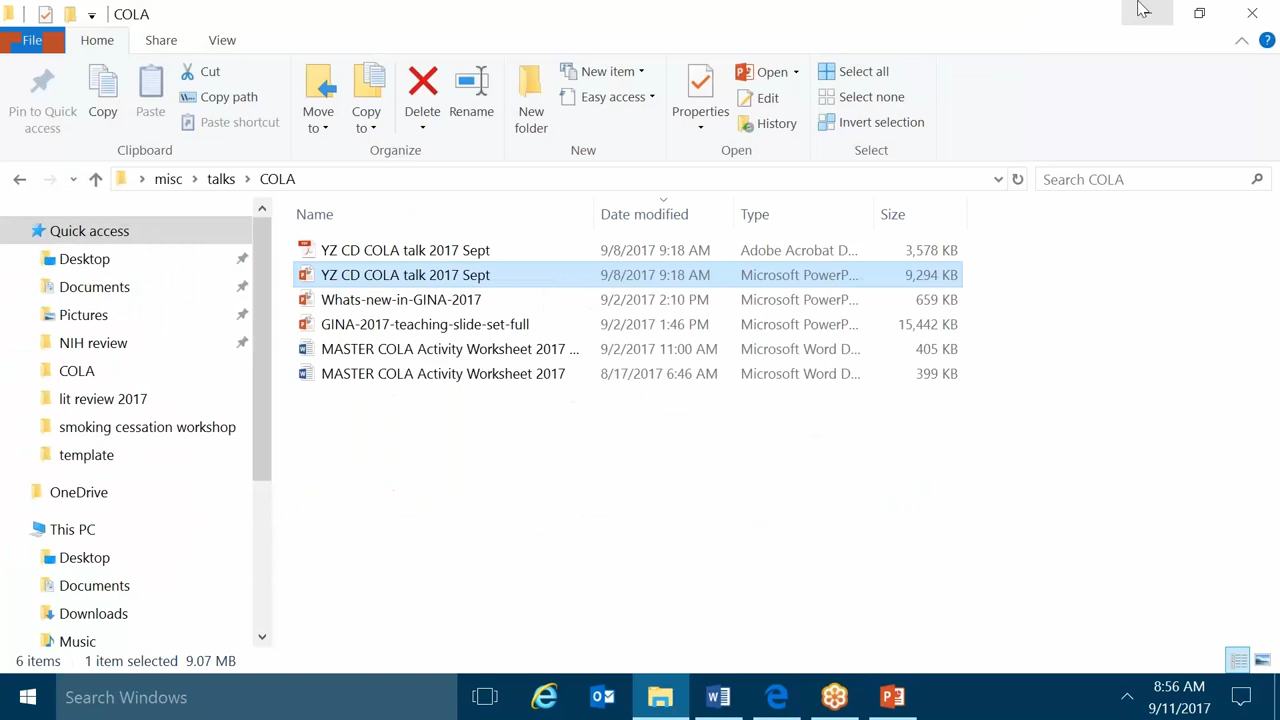 COLA
File Home Share View
Pin to Quick access
Copy
Paste
Cut
Copy path
Paste shortcut
Move to
Copy to
Delete
Rename
New folder
New item
Easy access
Properties
Open
Edit
History
Select all
Select none
Invert selection
Clipboard Organize New Open Select
misc talks COLA Search COLA
Name Date modified Type Size
YZ CD COLA talk 2017 Sept 9/8/2017 9:18 AM Adobe Acrobat D... 3,578 KB
YZ CD COLA talk 2017 Sept 9/8/2017 9:18 AM Microsoft PowerP... 9,294 KB
Whats-new-in-GINA-2017 9/2/2017 2:10 PM Microsoft PowerP... 659 KB
GINA-2017-teaching-slide-set-full 9/2/2017 1:46 PM Microsoft PowerP... 15,442 KB
MASTER COLA Activity Worksheet 2017 ... 9/2/2017 11:00 AM Microsoft Word D... 405 KB
MASTER COLA Activity Worksheet 2017 8/17/2017 6:46 AM Microsoft Word D... 399 KB
Quick access
Desktop
Documents
Pictures
NIH review
COLA
lit review 2017
smoking cessation workshop
template
OneDrive
This PC
Desktop
Documents
Downloads
Music
6 items 1 item selected 9.07 MB
Search Windows
8:56 AM
9/11/2017